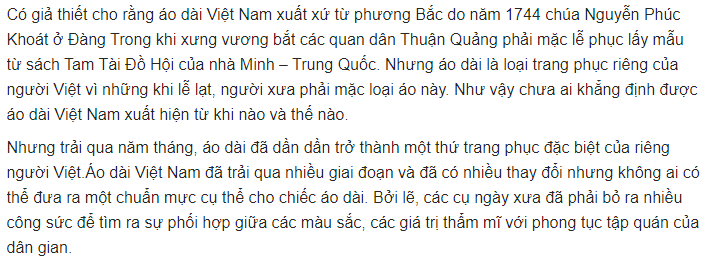 Có giả thiết cho rằng áo dài Việt Nam xuất xứ từ phương Bắc do năm 1744 chúa Nguyễn Phúc
Khoát ở Đàng Trong khi xưng vương bắt các quan dân Thuận Quảng phải mặc lễ phục lấy mẫu
từ sách Tam Tài Đồ Hội của nhà Minh – Trung Quốc. Nhưng áo dài là loại trang phục riêng của
người Việt vì những khi lễ lạt, người xưa phải mặc loại áo này. Như vậy chưa ai khẳng định được
áo dài Việt Nam xuất hiện từ khi nào và thế nào.
Nhưng trải qua năm tháng, áo dài đã dần dần trở thành một thứ trang phục đặc biệt của riêng
người Việt.Áo dài Việt Nam đã trải qua nhiều giai đoạn và đã có nhiều thay đổi nhưng không ai có
thể đưa ra một chuẩn mực cụ thể cho chiếc áo dài. Bởi lẽ, các cụ ngày xưa đã phải bỏ ra nhiều
công sức để tìm ra sự phối hợp giữa các màu sắc, các giá trị thẩm mĩ với phong tục tập quán của
dân gian.